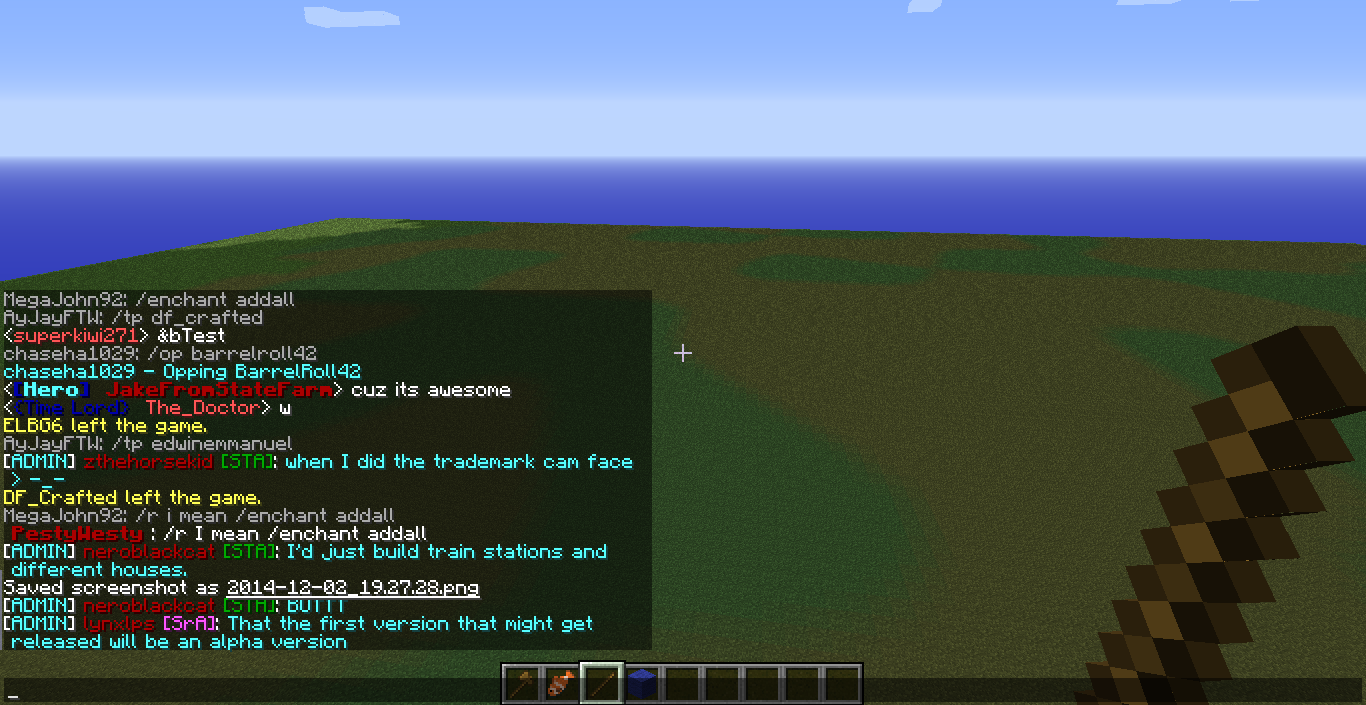 MegaJohn92: /enchant addall
AyJayFTW: /tp df_crafted
<superkiwi271> &bTest
chaseha1029: /op barrelroll42
chaseha1029 - Opping BarrelRoll42
<[Hero] JakeFromStateFarm> cuz its awesome
<{Time Lord} The_Doctor> w
ELBG6 left the game.
AyJayFTW: /tp edwinemmanuel
[ADMIN] zthehorsekid [STA]: when I did the trademark cam face
> -_-
DF_Crafted left the game.
MegaJohn92: /r i mean /enchant addall
PestyWesty : /r I mean /enchant addall
[ADMIN] neroblackcat [STA]: I'd just build train stations and
different houses.
Saved screenshot as 2014-12-02_19.27.28.png
[ADMIN] neroblackcat [STA]: BUTTT
[ADMIN] lynxlps [SrA]: That the first version that might get
released will be an alpha version
_